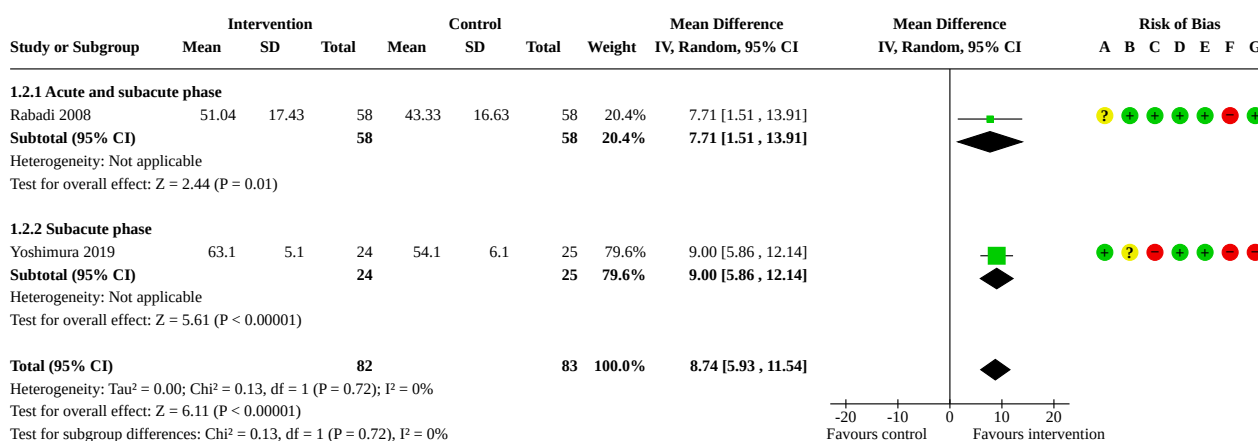 Intervention Control Mean Difference Mean Difference Risk of Bias
Study or Subgroup Mean SD Total Mean SD Total Weight IV, Random, 95% CI IV, Random, 95% CI A B C D E F G
1.2.1 Acute and subacute phase
Rabadi 2008 51.04 17.43 58 43.33 16.63 58 20.4% 7.71 [1.51 , 13.91] ? + + + + − +
Subtotal (95% CI) 58 58 20.4% 7.71 [1.51 , 13.91]
Heterogeneity: Not applicable
Test for overall effect: Z = 2.44 (P = 0.01)
1.2.2 Subacute phase
Yoshimura 2019 63.1 5.1 24 54.1 6.1 25 79.6% 9.00 [5.86 , 12.14] + ? − + + − −
Subtotal (95% CI) 24 25 79.6% 9.00 [5.86 , 12.14]
Heterogeneity: Not applicable
Test for overall effect: Z = 5.61 (P < 0.00001)
Total (95% CI) 82 83 100.0% 8.74 [5.93 , 11.54]
Heterogeneity: Tau² = 0.00; Chi² = 0.13, df = 1 (P = 0.72); I² = 0%
Test for overall effect: Z = 6.11 (P < 0.00001)
-20 -10 0 10 20
Test for subgroup differences: Chi² = 0.13, df = 1 (P = 0.72), I² = 0% Favours control Favours intervention